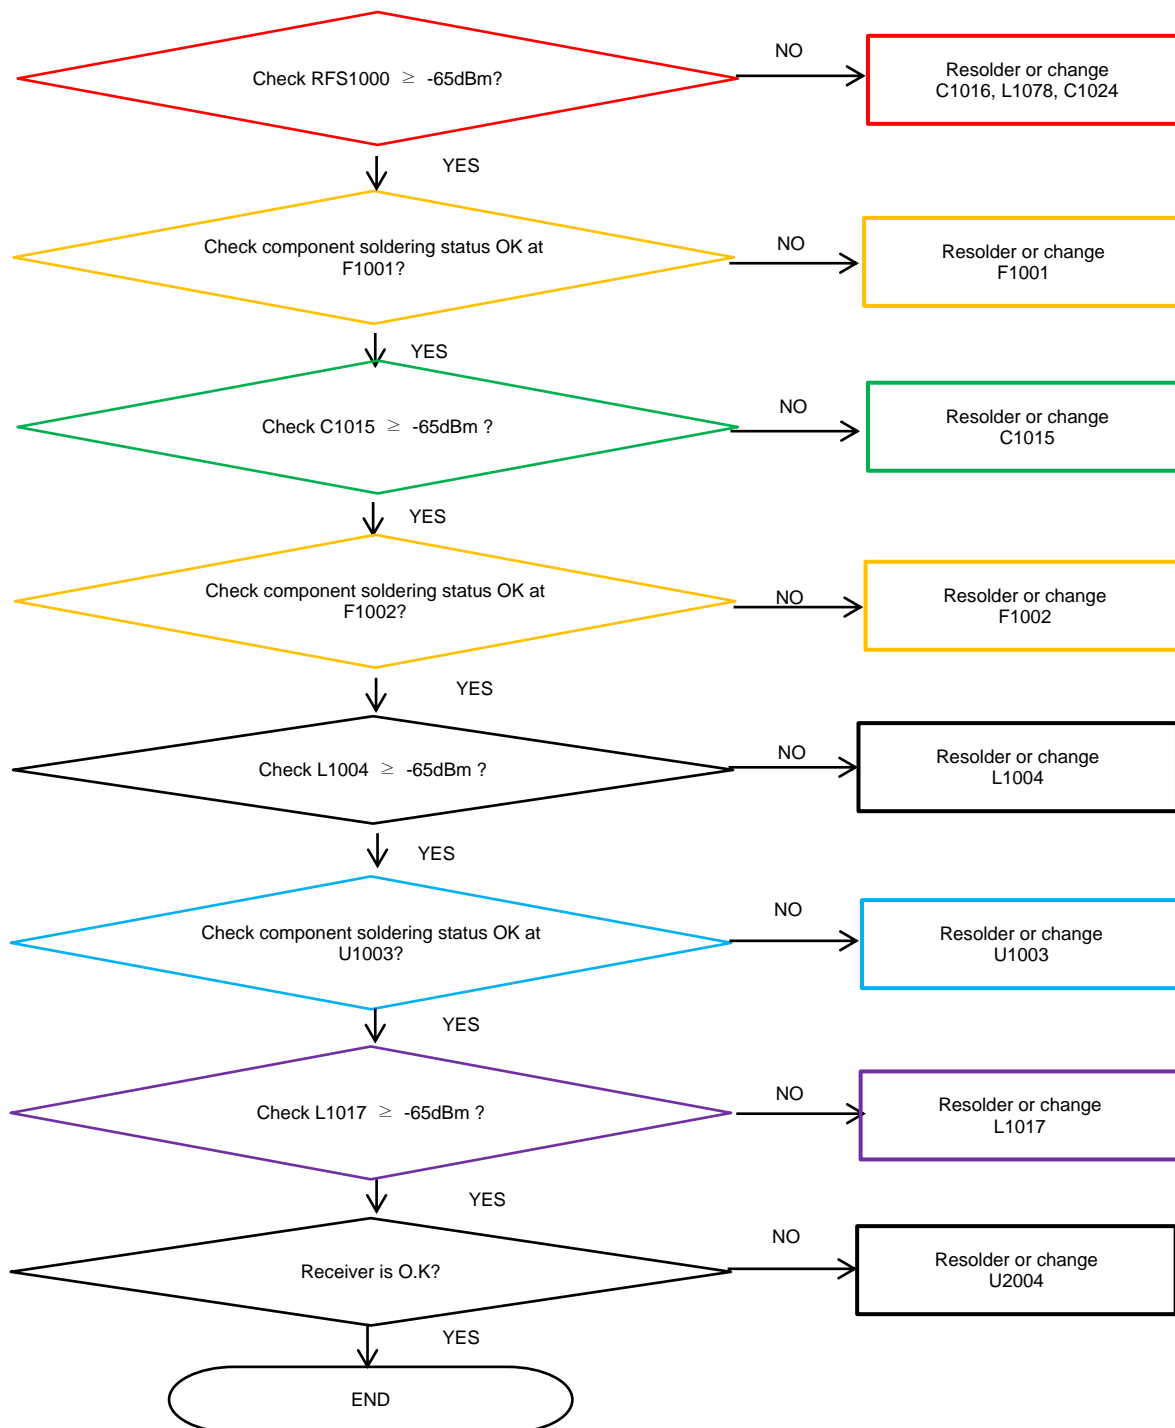 Check RFS1000 ≥ -65dBm?
NO
Resolder or change
C1016, L1078, C1024
YES
Check component soldering status OK at
F1001?
NO
Resolder or change
F1001
YES
Check C1015 ≥ -65dBm ?
NO
Resolder or change
C1015
YES
Check component soldering status OK at
F1002?
NO
Resolder or change
F1002
YES
Check L1004 ≥ -65dBm ?
NO
Resolder or change
L1004
YES
Check component soldering status OK at
U1003?
NO
Resolder or change
U1003
YES
Check L1017 ≥ -65dBm ?
NO
Resolder or change
L1017
YES
Receiver is O.K?
NO
Resolder or change
U2004
YES
END